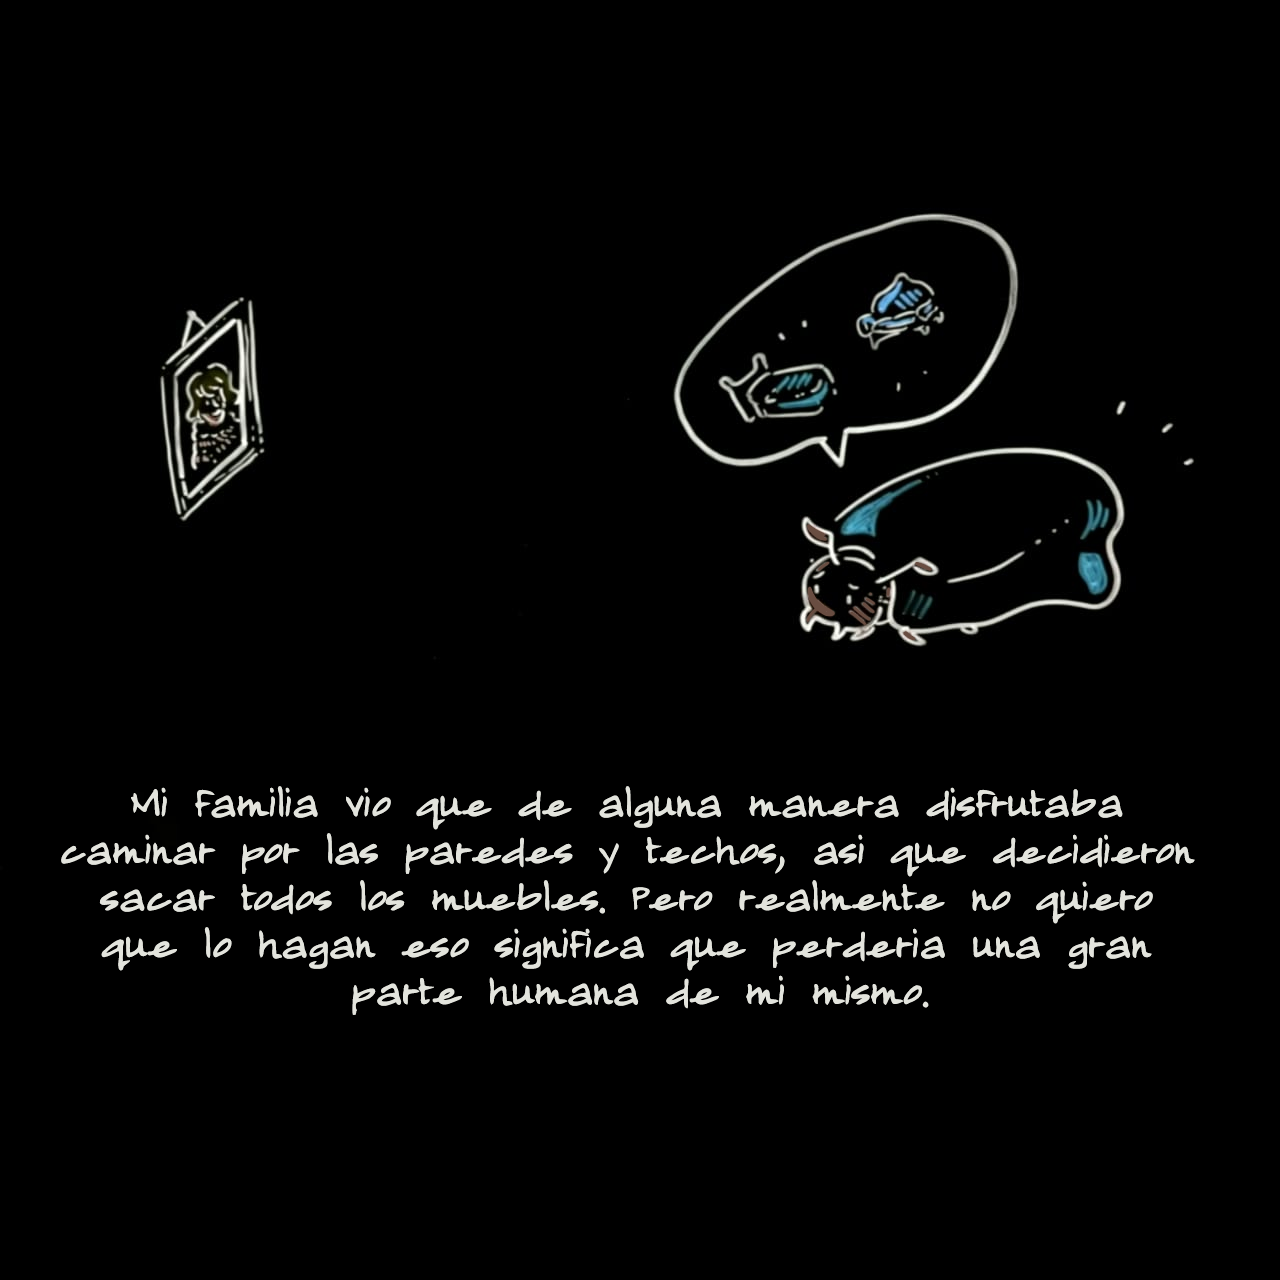 Mi familia vio que de alguna manera disfrutaba
caminar por las paredes y techos, asi que decidieron
sacar todos los muebles. Pero realmente no quiero
que lo hagan eso significa que perderia una gran
parte humana de mi mismo.